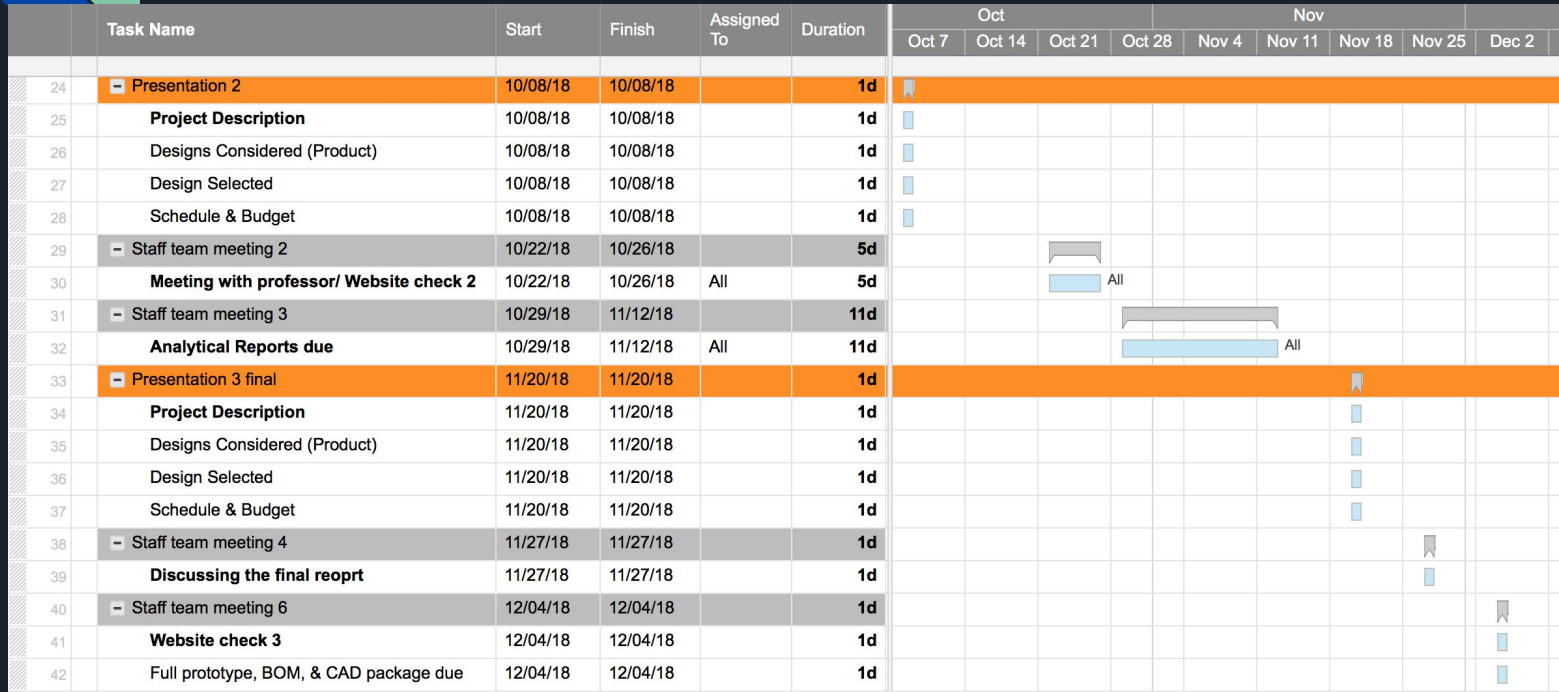 Task Name Start Finish Assigned To Duration Oct Nov
Oct 7 Oct 14 Oct 21 Oct 28 Nov 4 Nov 11 Nov 18 Nov 25 Dec 2
24 Presentation 2 10/08/18 10/08/18 1d
25 Project Description 10/08/18 10/08/18 1d
26 Designs Considered (Product) 10/08/18 10/08/18 1d
27 Design Selected 10/08/18 10/08/18 1d
28 Schedule & Budget 10/08/18 10/08/18 1d
29 Staff team meeting 2 10/22/18 10/26/18 5d
30 Meeting with professor/ Website check 2 10/22/18 10/26/18 All 5d All
31 Staff team meeting 3 10/29/18 11/12/18 11d
32 Analytical Reports due 10/29/18 11/12/18 All 11d All
33 Presentation 3 final 11/20/18 11/20/18 1d
34 Project Description 11/20/18 11/20/18 1d
35 Designs Considered (Product) 11/20/18 11/20/18 1d
36 Design Selected 11/20/18 11/20/18 1d
37 Schedule & Budget 11/20/18 11/20/18 1d
38 Staff team meeting 4 11/27/18 11/27/18 1d
39 Discussing the final reoprt 11/27/18 11/27/18 1d
40 Staff team meeting 6 12/04/18 12/04/18 1d
41 Website check 3 12/04/18 12/04/18 1d
42 Full prototype, BOM, & CAD package due 12/04/18 12/04/18 1d